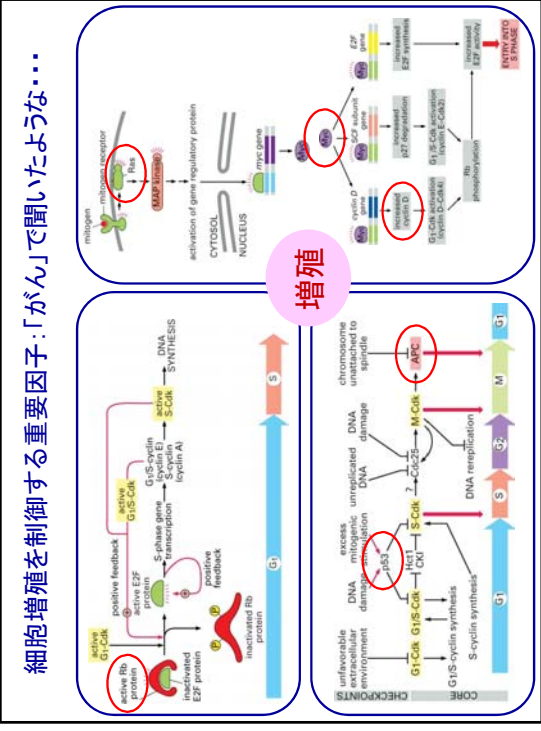 細胞増殖を制御する重要因子:「がん」で聞いたような・・・
active Rb
protein
inactivated
E2F protein
active
G₁-Cdk
positive feedback
active E2F
protein
positive
feedback
P
P
inactivated Rb
protein
S-phase gene
transcription
active
G₁/S-Cdk
G₁/S-cyclin
(cyclin E)
S-cyclin
(cyclin A)
active
S-Cdk
DNA
SYNTHESIS
G₁
S
mitogen
mitogen receptor
Ras
MAP kinase
activation of gene regulatory protein
CYTOSOL
NUCLEUS
myc gene
Myc
Myc
Myc
cyclin D
gene
Myc
SCF subunit
gene
Myc
E2F
gene
increased
cyclin D
increased
p27 degradation
increased
E2F synthesis
G₁-Cdk activation
(cyclin D-Cdk4)
G₁/S-Cdk activation
(cyclin E-Cdk2)
Rb
phosphorylation
increased
E2F activity
ENTRY INTO
S PHASE
増殖
CHECKPOINTS
CORE
unfavorable
extracellular
environment
DNA
damage
excess
mitogenic
stimulation
p53
unreplicated
DNA
DNA
damage
chromosome
unattached to
spindle
G₁-Cdk
G₁/S-Cdk
Hct1
CKI
S-Cdk
?
Cdc25
M-Cdk
APC
G₁/S-cyclin synthesis
S-cyclin synthesis
DNA rereplication
G₁
S
G₂
M
G₁